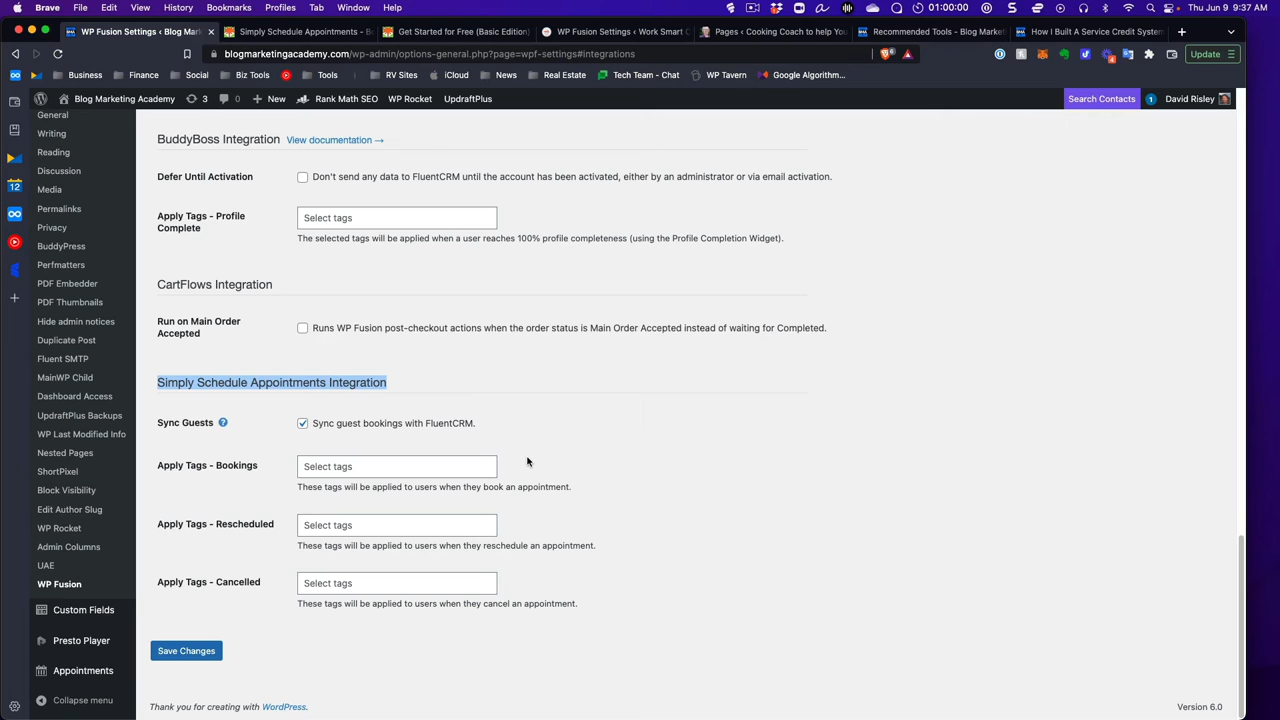 Brave File Edit View History Bookmarks Profiles Tab Window Help
01:00:00 9:37 AM
WP Fusion Settings ‹ Blog Mar
Simply Schedule Appointments - B
Get Started for Free (Basic Edition)
WP Fusion Settings ‹ Work Smart C
Pages ‹ Cooking Coach to help You
Recommended Tools - Blog Market
How I Built A Service Credit System
blogmarketingacademy.com/wp-admin/options-general.php?page=wpf-settings#integrations
Update
Business Finance Social Biz Tools Tools RV Sites iCloud News Real Estate Tech Team - Chat WP Tavern Google Algorithm...
Blog Marketing Academy 3 0 New Rank Math SEO WP Rocket UpdraftPlus Search Contacts 1 David Risley
General
Writing
Reading
Discussion
Media
Permalinks
Privacy
BuddyPress
Perfmatters
PDF Embedder
PDF Thumbnails
Hide admin notices
Duplicate Post
Fluent SMTP
MainWP Child
Dashboard Access
UpdraftPlus Backups
WP Last Modified Info
Nested Pages
ShortPixel
Block Visibility
Edit Author Slug
WP Rocket
Admin Columns
UAE
WP Fusion
Custom Fields
Presto Player
Appointments
Collapse menu
12
BuddyBoss Integration View documentation →
Defer Until Activation Don't send any data to FluentCRM until the account has been activated, either by an administrator or via email activation.
Apply Tags - Profile
Complete
Select tags
The selected tags will be applied when a user reaches 100% profile completeness (using the Profile Completion Widget).
CartFlows Integration
Run on Main Order
Accepted
Runs WP Fusion post-checkout actions when the order status is Main Order Accepted instead of waiting for Completed.
Simply Schedule Appointments Integration
Sync Guests ? Sync guest bookings with FluentCRM.
Apply Tags - Bookings Select tags
These tags will be applied to users when they book an appointment.
Apply Tags - Rescheduled Select tags
These tags will be applied to users when they reschedule an appointment.
Apply Tags - Cancelled Select tags
These tags will be applied to users when they cancel an appointment.
Save Changes
Thank you for creating with WordPress. Version 6.0